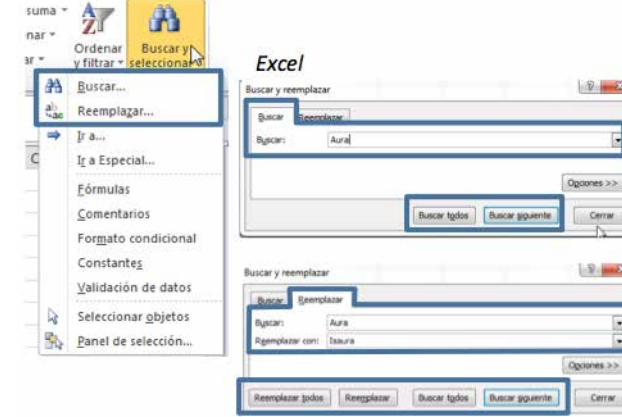 suma
nar
ar
Ordenar
y filtrar
Buscar y
seleccionar
Buscar...
Reemplazar...
Ir a...
Ir a Especial...
Fórmulas
Comentarios
Formato condicional
Constantes
Validación de datos
Seleccionar objetos
Panel de selección...
C
Excel
Buscar y reemplazar
Buscar Reemplazar
Buscar: Aura
Opciones >>
Buscar todos Buscar siguiente Cerrar
Buscar y reemplazar
Buscar Reemplazar
Buscar: Aura
Reemplazar con: Isaura
Opciones >>
Reemplazar todos Reemplazar Buscar todos Buscar siguiente Cerrar